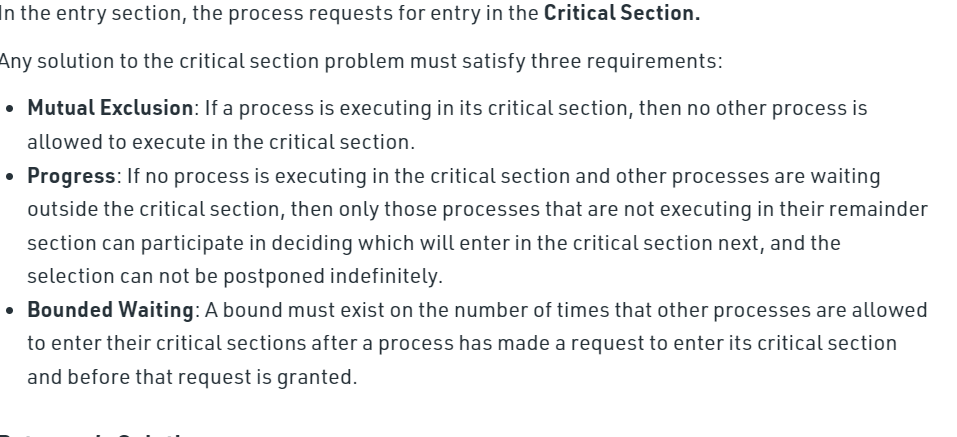 In the entry section, the process requests for entry in the Critical Section.
Any solution to the critical section problem must satisfy three requirements:
• Mutual Exclusion: If a process is executing in its critical section, then no other process is
allowed to execute in the critical section.
• Progress: If no process is executing in the critical section and other processes are waiting
outside the critical section, then only those processes that are not executing in their remainder
section can participate in deciding which will enter in the critical section next, and the
selection can not be postponed indefinitely.
• Bounded Waiting: A bound must exist on the number of times that other processes are allowed
to enter their critical sections after a process has made a request to enter its critical section
and before that request is granted.